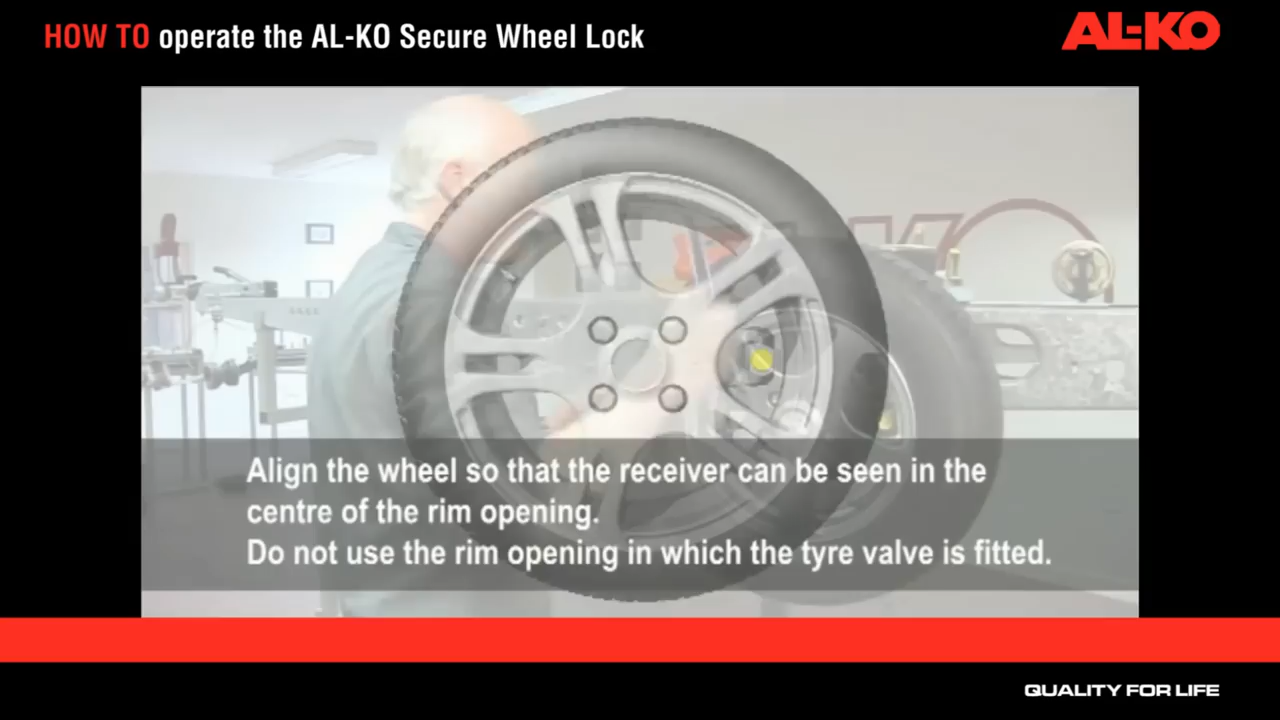 HOW TO operate the AL-KO Secure Wheel Lock
AL-KO
Align the wheel so that the receiver can be seen in the
centre of the rim opening.
Do not use the rim opening in which the tyre valve is fitted.
QUALITY FOR LIFE